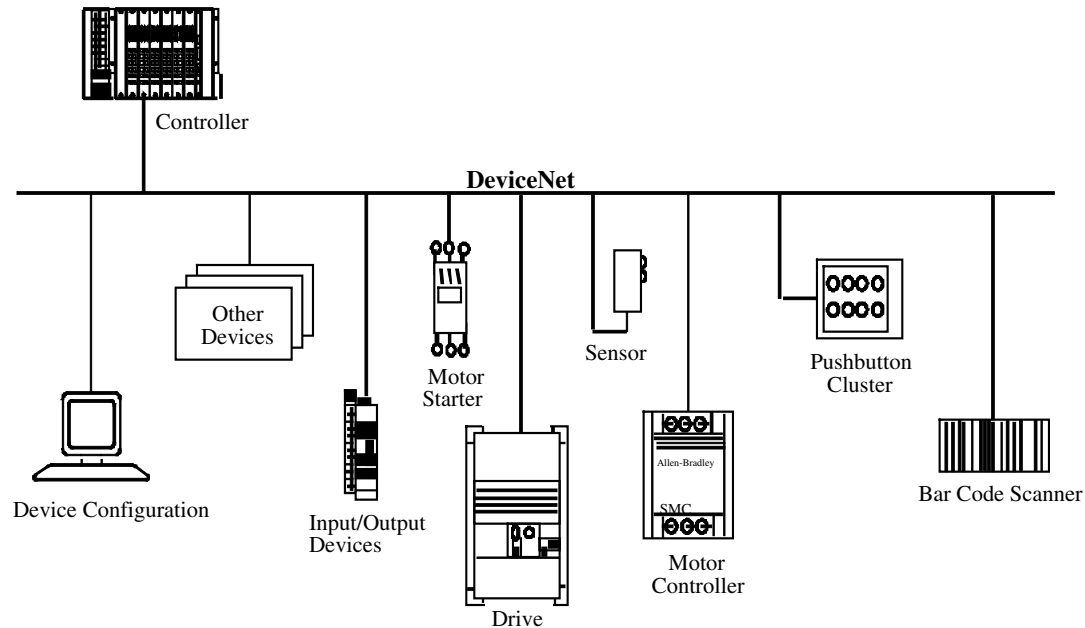 Controller
DeviceNet
Other
Devices
Sensor
Motor
Starter
Pushbutton
Cluster
Allen-Bradley
SMC
Device Configuration
Input/Output
Devices
Bar Code Scanner
Motor
Controller
Drive